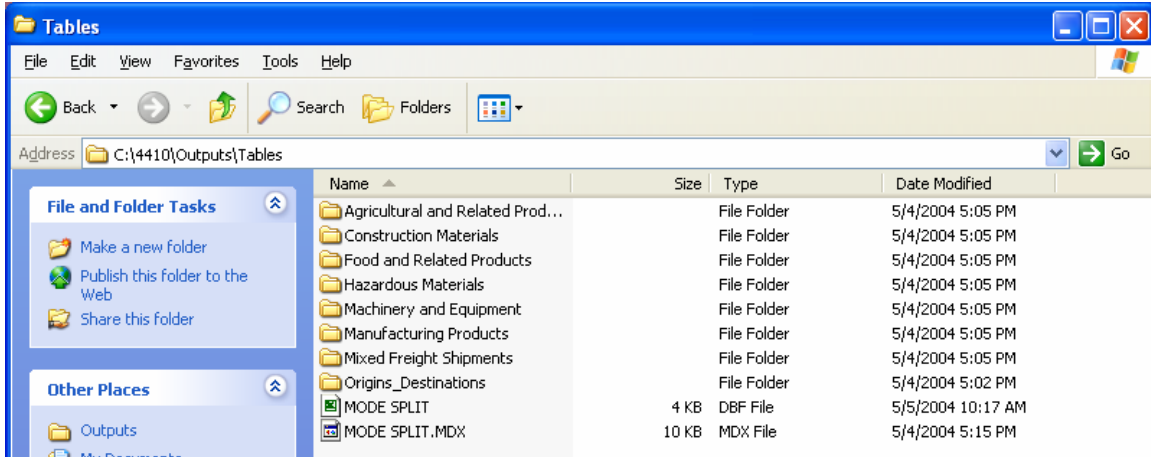 Tables
File Edit View Favorites Tools Help
Back Search Folders
Address C:\4410\Outputs\Tables Go
File and Folder Tasks
Make a new folder
Publish this folder to the
Web
Share this folder
Other Places
Outputs
My Documents
Name Size Type Date Modified
Agricultural and Related Prod... File Folder 5/4/2004 5:05 PM
Construction Materials File Folder 5/4/2004 5:05 PM
Food and Related Products File Folder 5/4/2004 5:05 PM
Hazardous Materials File Folder 5/4/2004 5:05 PM
Machinery and Equipment File Folder 5/4/2004 5:05 PM
Manufacturing Products File Folder 5/4/2004 5:05 PM
Mixed Freight Shipments File Folder 5/4/2004 5:05 PM
Origins_Destinations File Folder 5/4/2004 5:02 PM
MODE SPLIT 4 KB DBF File 5/5/2004 10:17 AM
MODE SPLIT.MDX 10 KB MDX File 5/4/2004 5:15 PM